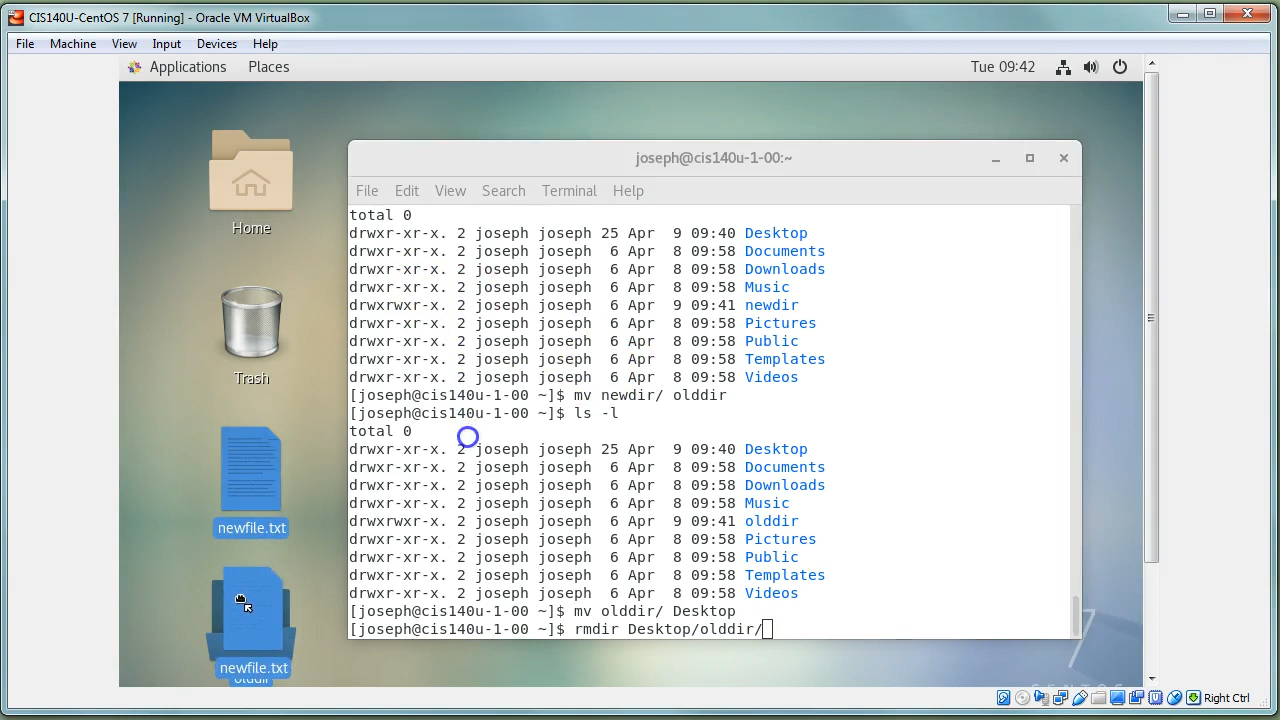 CIS140U-CentOS 7 [Running] - Oracle VM VirtualBox
File Machine View Input Devices Help
Applications Places Tue 09:42
Home
Trash
newfile.txt
newfile.txt
olddir
joseph@cis140u-1-00:~
File Edit View Search Terminal Help
total 0
drwxr-xr-x. 2 joseph joseph 25 Apr  9 09:40 Desktop
drwxr-xr-x. 2 joseph joseph  6 Apr  8 09:58 Documents
drwxr-xr-x. 2 joseph joseph  6 Apr  8 09:58 Downloads
drwxr-xr-x. 2 joseph joseph  6 Apr  8 09:58 Music
drwxrwxr-x. 2 joseph joseph  6 Apr  9 09:41 newdir
drwxr-xr-x. 2 joseph joseph  6 Apr  8 09:58 Pictures
drwxr-xr-x. 2 joseph joseph  6 Apr  8 09:58 Public
drwxr-xr-x. 2 joseph joseph  6 Apr  8 09:58 Templates
drwxr-xr-x. 2 joseph joseph  6 Apr  8 09:58 Videos
[joseph@cis140u-1-00 ~]$ mv newdir/ olddir
[joseph@cis140u-1-00 ~]$ ls -l
total 0
drwxr-xr-x. 2 joseph joseph 25 Apr  9 09:40 Desktop
drwxr-xr-x. 2 joseph joseph  6 Apr  8 09:58 Documents
drwxr-xr-x. 2 joseph joseph  6 Apr  8 09:58 Downloads
drwxr-xr-x. 2 joseph joseph  6 Apr  8 09:58 Music
drwxrwxr-x. 2 joseph joseph  6 Apr  9 09:41 olddir
drwxr-xr-x. 2 joseph joseph  6 Apr  8 09:58 Pictures
drwxr-xr-x. 2 joseph joseph  6 Apr  8 09:58 Public
drwxr-xr-x. 2 joseph joseph  6 Apr  8 09:58 Templates
drwxr-xr-x. 2 joseph joseph  6 Apr  8 09:58 Videos
[joseph@cis140u-1-00 ~]$ mv olddir/ Desktop
[joseph@cis140u-1-00 ~]$ rmdir Desktop/olddir/
7
Right Ctrl